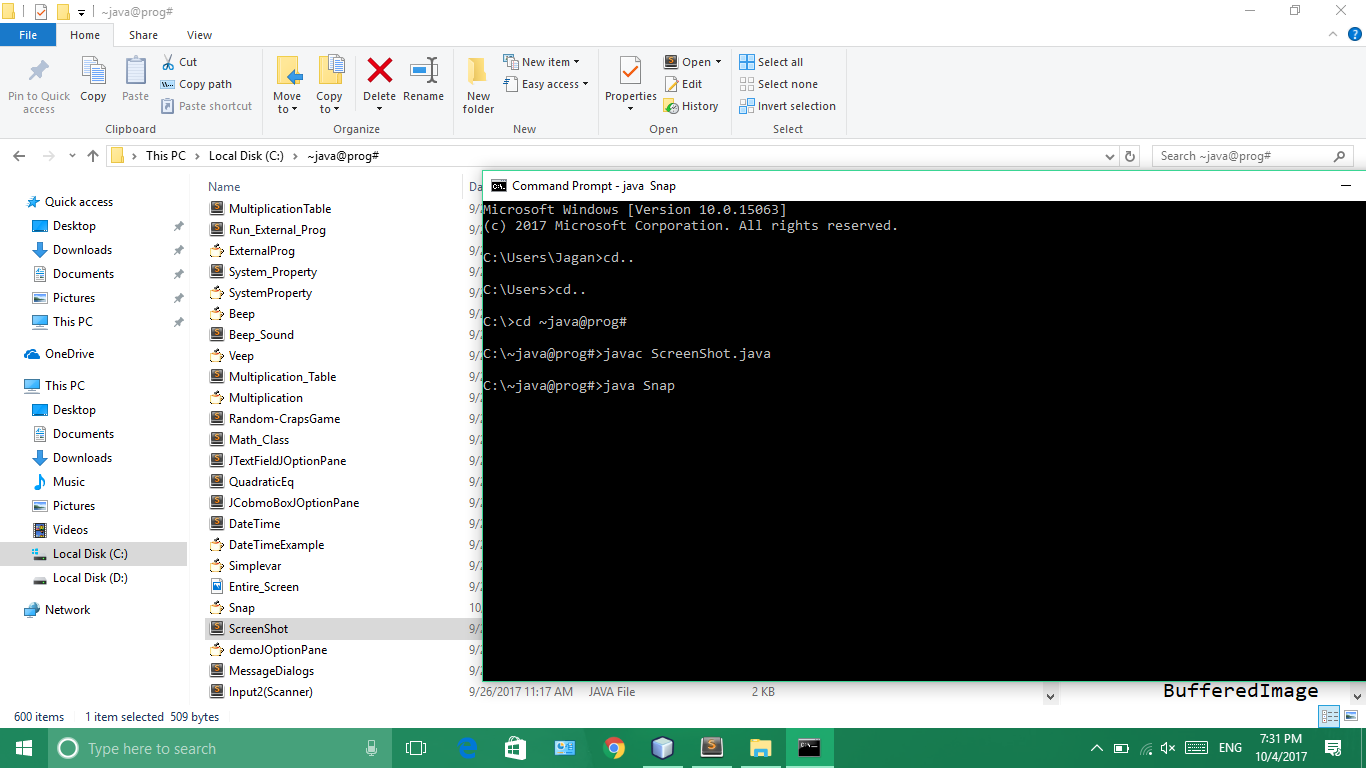 ~java@prog#
File Home Share View
Pin to Quick access
Copy
Paste
Cut
Copy path
Paste shortcut
Clipboard
Move to
Copy to
Delete
Rename
Organize
New folder
New item
Easy access
New
Properties
Open
Edit
History
Open
Select all
Select none
Invert selection
Select
This PC Local Disk (C:) ~java@prog#
Search ~java@prog#
Quick access
Desktop
Downloads
Documents
Pictures
This PC
OneDrive
This PC
Desktop
Documents
Downloads
Music
Pictures
Videos
Local Disk (C:)
Local Disk (D:)
Network
Name
MultiplicationTable
Run_External_Prog
ExternalProg
System_Property
SystemProperty
Beep
Beep_Sound
Veep
Multiplication_Table
Multiplication
Random-CrapsGame
Math_Class
JTextFieldJOptionPane
QuadraticEq
JCobmoBoxJOptionPane
DateTime
DateTimeExample
Simplevar
Entire_Screen
Snap
ScreenShot
demoJOptionPane
MessageDialogs
Input2(Scanner) 9/26/2017 11:17 AM JAVA File 2 KB
Command Prompt - java Snap
Microsoft Windows [Version 10.0.15063]
(c) 2017 Microsoft Corporation. All rights reserved.
C:\Users\Jagan>cd..
C:\Users>cd..
C:\>cd ~java@prog#
C:\~java@prog#>javac ScreenShot.java
C:\~java@prog#>java Snap
BufferedImage
600 items 1 item selected 509 bytes
Type here to search
ENG
7:31 PM
10/4/2017